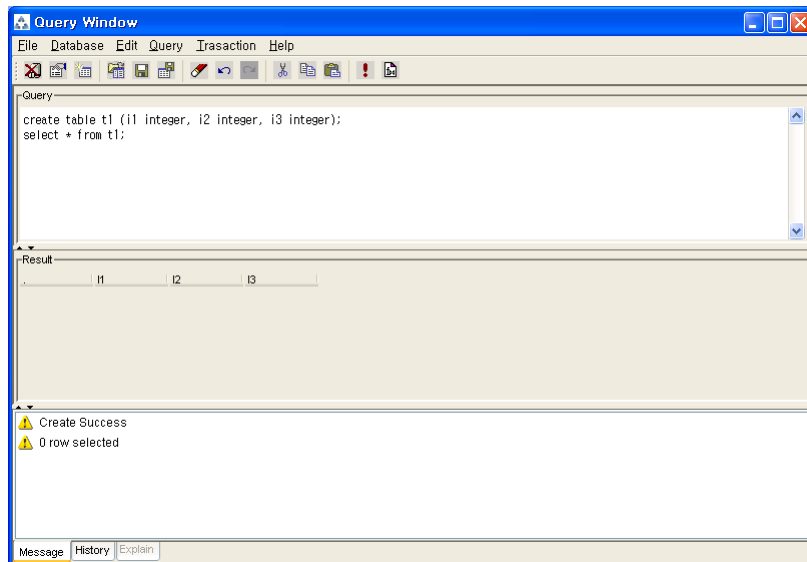 Query Window
File Database Edit Query Trasaction Help
Query
create table t1 (i1 integer, i2 integer, i3 integer);
select * from t1;
Result
. I1 I2 I3
Create Success
0 row selected
Message History Explain